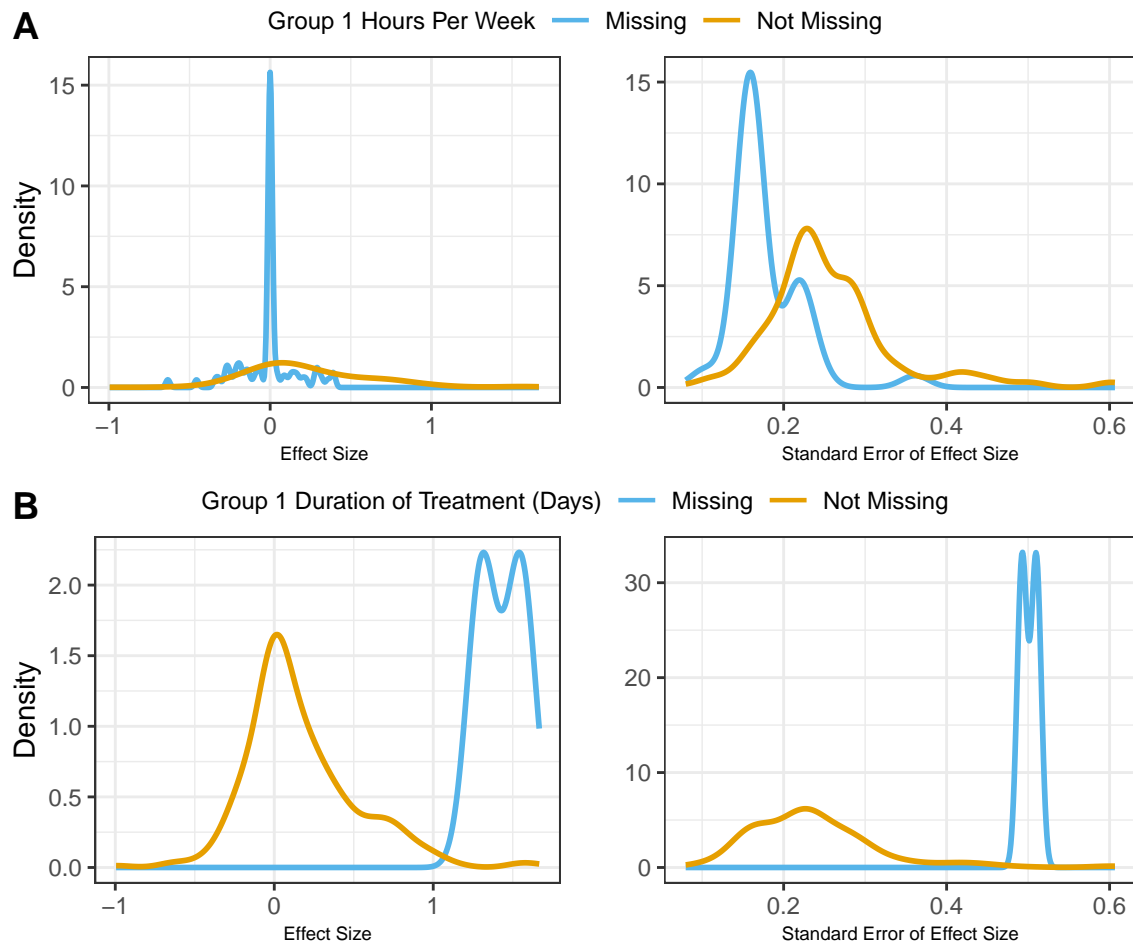 A
Group 1 Hours Per Week Missing Not Missing
Density
15
10
5
0
−1 0 1
Effect Size
15
10
5
0
0.2 0.4 0.6
Standard Error of Effect Size
B
Group 1 Duration of Treatment (Days) Missing Not Missing
Density
2.0
1.5
1.0
0.5
0.0
−1 0 1
Effect Size
30
20
10
0
0.2 0.4 0.6
Standard Error of Effect Size